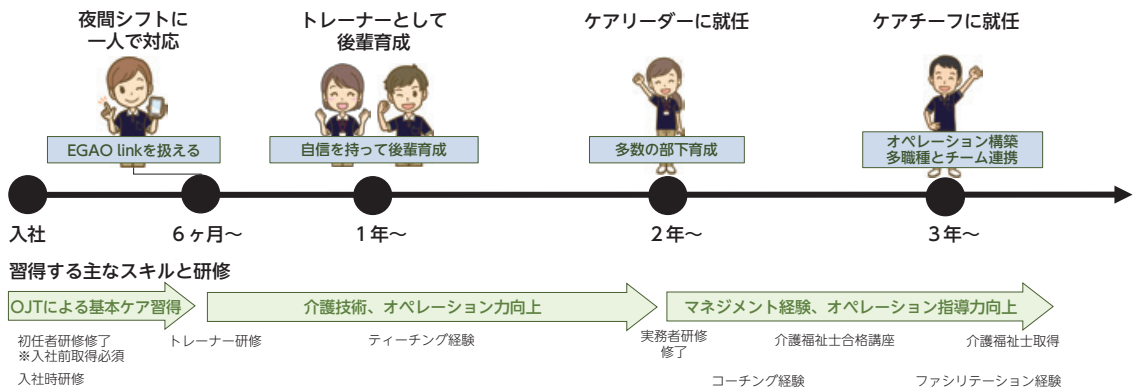 夜間シフトに
一人で対応
トレーナーとして
後輩育成
ケアリーダーに就任
ケアチーフに就任
EGAO linkを扱える
自信を持って後輩育成
多数の部下育成
オペレーション構築
多職種とチーム連携
入社
6ヶ月~
1年~
2年~
3年~
習得する主なスキルと研修
OJTによる基本ケア習得
介護技術、オペレーション力向上
マネジメント経験、オペレーション指導力向上
初任者研修修了
※入社前取得必須
入社時研修
トレーナー研修
ティーチング経験
実務者研修
修了
介護福祉士合格講座
介護福祉士取得
コーチング経験
ファシリテーション経験